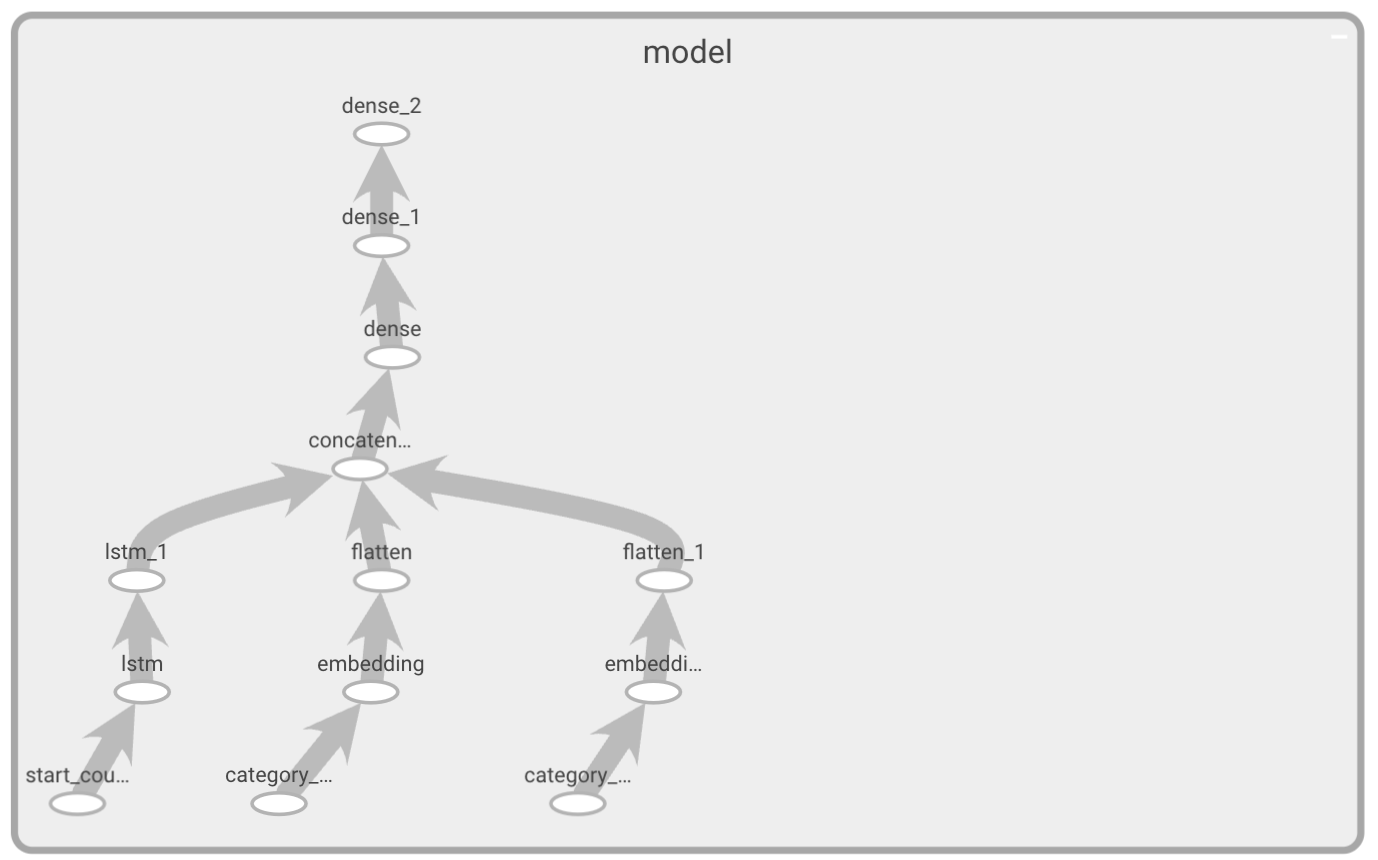 model
dense_2
dense_1
dense
concaten...
lstm_1
flatten
flatten_1
lstm
embedding
embeddi...
start_cou...
category_...
category_...